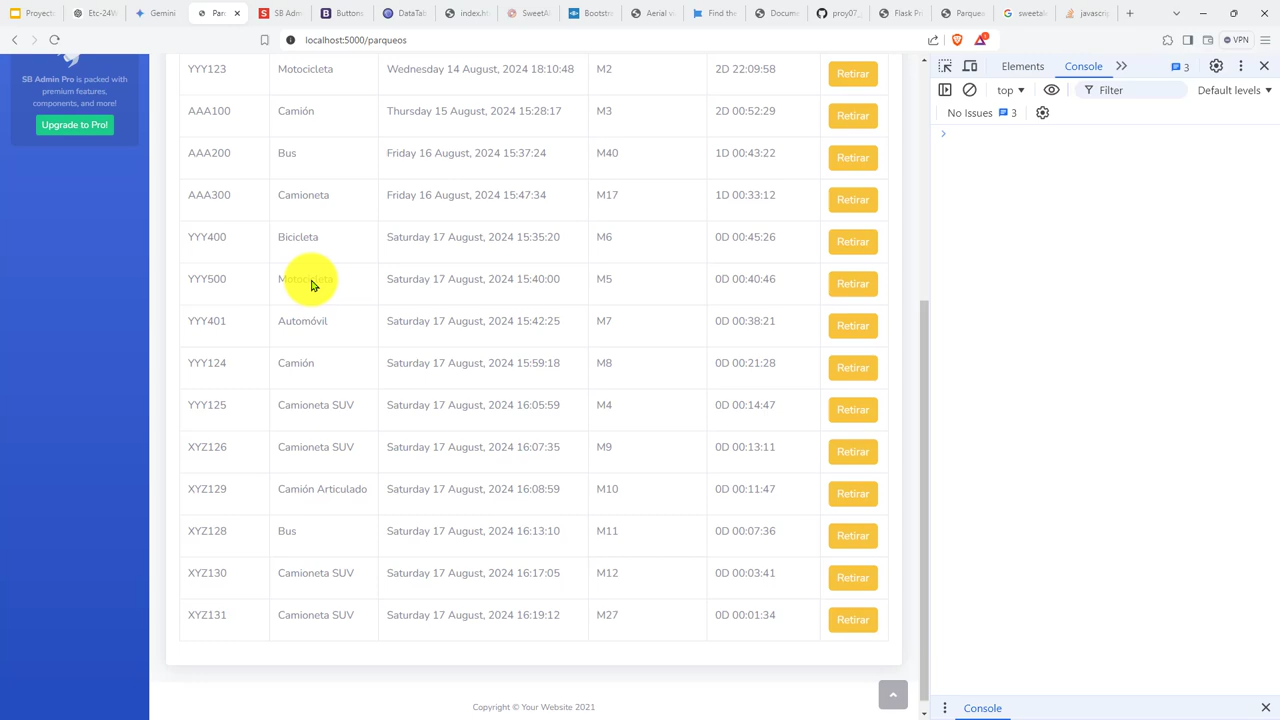 Proyecto
Etc-24W
Gemini
Par
SB Adm
Buttons
DataTab
index.ht
SweetAl
Bootstra
Aerial v
Find
Docume
proy07_
Flask Pr
Parqueo
sweetale
javascrip
localhost:5000/parqueos
VPN
SB Admin Pro is packed with
premium features,
components, and more!
Upgrade to Pro!
YYY123 Motocicleta Wednesday 14 August, 2024 18:10:48 M2 2D 22:09:58 Retirar
AAA100 Camión Thursday 15 August, 2024 15:28:17 M3 2D 00:52:29 Retirar
AAA200 Bus Friday 16 August, 2024 15:37:24 M40 1D 00:43:22 Retirar
AAA300 Camioneta Friday 16 August, 2024 15:47:34 M17 1D 00:33:12 Retirar
YYY400 Bicicleta Saturday 17 August, 2024 15:35:20 M6 0D 00:45:26 Retirar
YYY500 Motocicleta Saturday 17 August, 2024 15:40:00 M5 0D 00:40:46 Retirar
YYY401 Automóvil Saturday 17 August, 2024 15:42:25 M7 0D 00:38:21 Retirar
YYY124 Camión Saturday 17 August, 2024 15:59:18 M8 0D 00:21:28 Retirar
YYY125 Camioneta SUV Saturday 17 August, 2024 16:05:59 M4 0D 00:14:47 Retirar
XYZ126 Camioneta SUV Saturday 17 August, 2024 16:07:35 M9 0D 00:13:11 Retirar
XYZ129 Camión Articulado Saturday 17 August, 2024 16:08:59 M10 0D 00:11:47 Retirar
XYZ128 Bus Saturday 17 August, 2024 16:13:10 M11 0D 00:07:36 Retirar
XYZ130 Camioneta SUV Saturday 17 August, 2024 16:17:05 M12 0D 00:03:41 Retirar
XYZ131 Camioneta SUV Saturday 17 August, 2024 16:19:12 M27 0D 00:01:34 Retirar
Copyright © Your Website 2021
Elements Console 3
top Filter Default levels
No Issues 3
Console